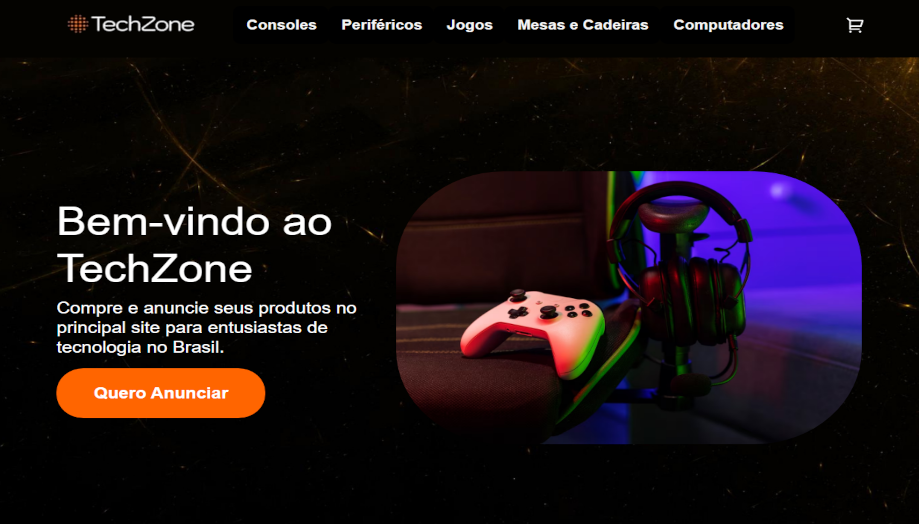 TechZone
Consoles Periféricos Jogos Mesas e Cadeiras Computadores
Bem-vindo ao
TechZone
Compre e anuncie seus produtos no
principal site para entusiastas de
tecnologia no Brasil.
Quero Anunciar